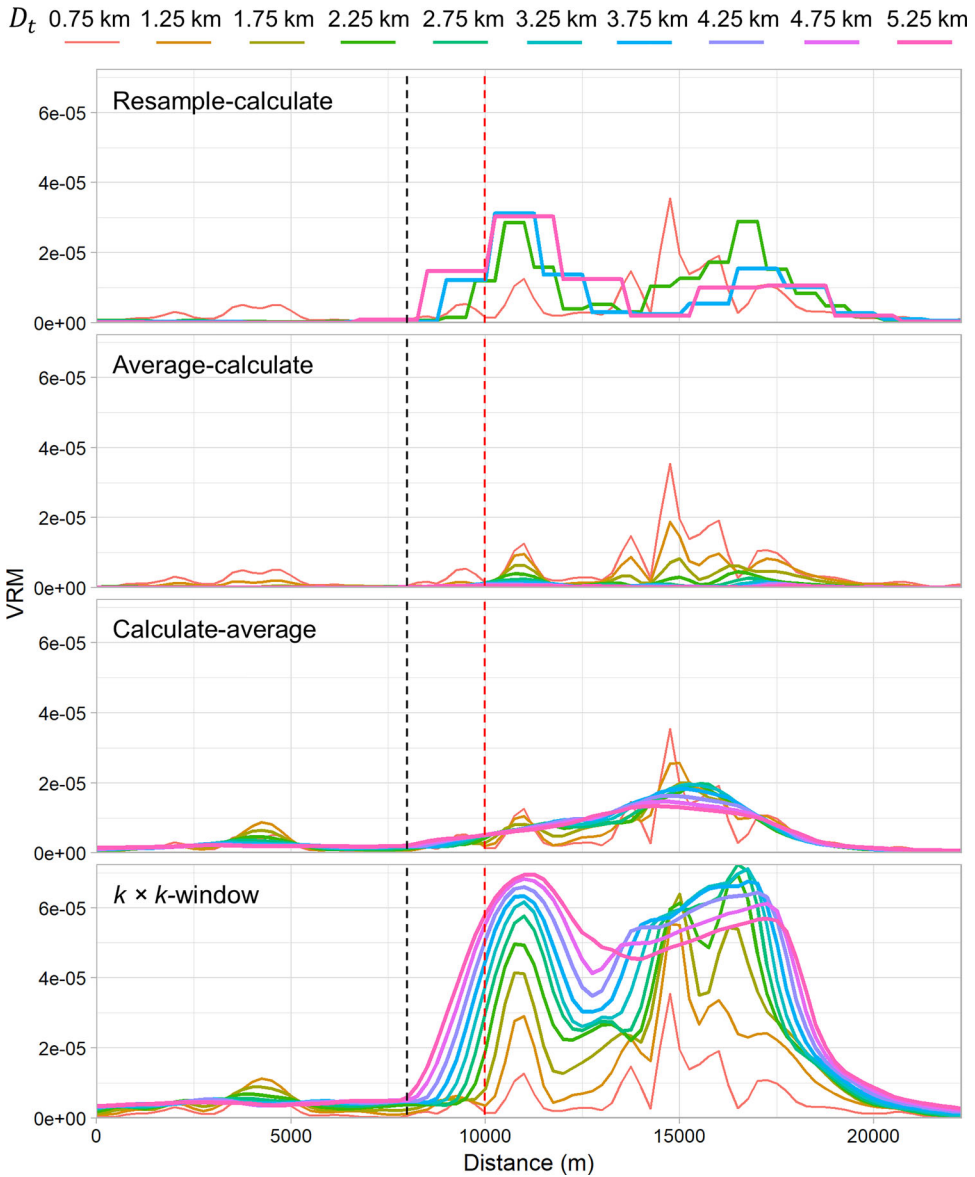 Dt 0.75 km 1.25 km 1.75 km 2.25 km 2.75 km 3.25 km 3.75 km 4.25 km 4.75 km 5.25 km
Resample-calculate
6e-05
4e-05
2e-05
0e+00
Average-calculate
6e-05
4e-05
2e-05
0e+00
VRM
Calculate-average
6e-05
4e-05
2e-05
0e+00
k × k-window
6e-05
4e-05
2e-05
0e+00
0 5000 10000 15000 20000
Distance (m)